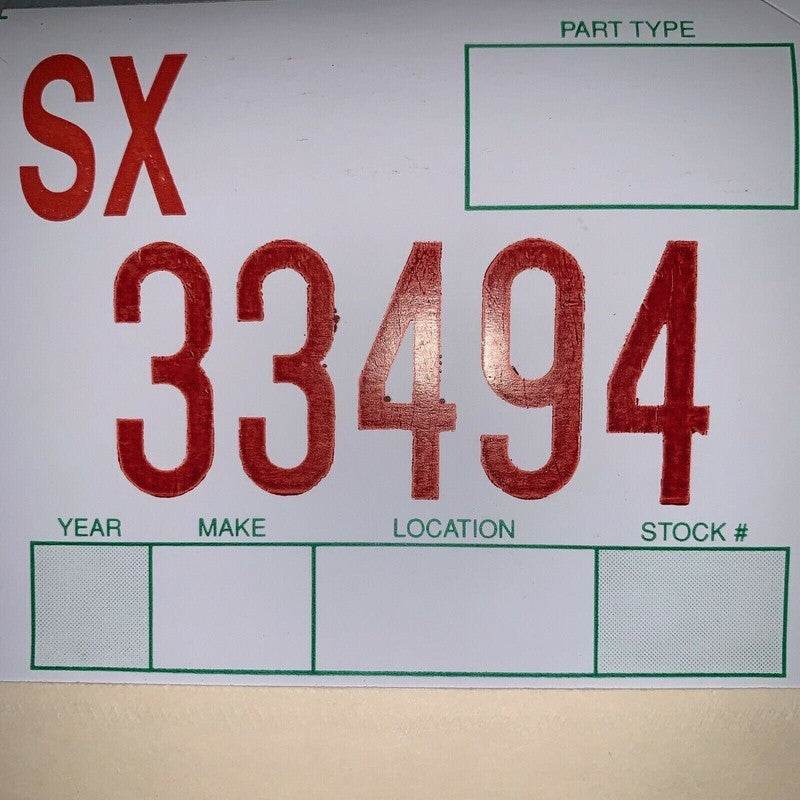 PART TYPE
SX
33494
YEAR MAKE LOCATION STOCK #